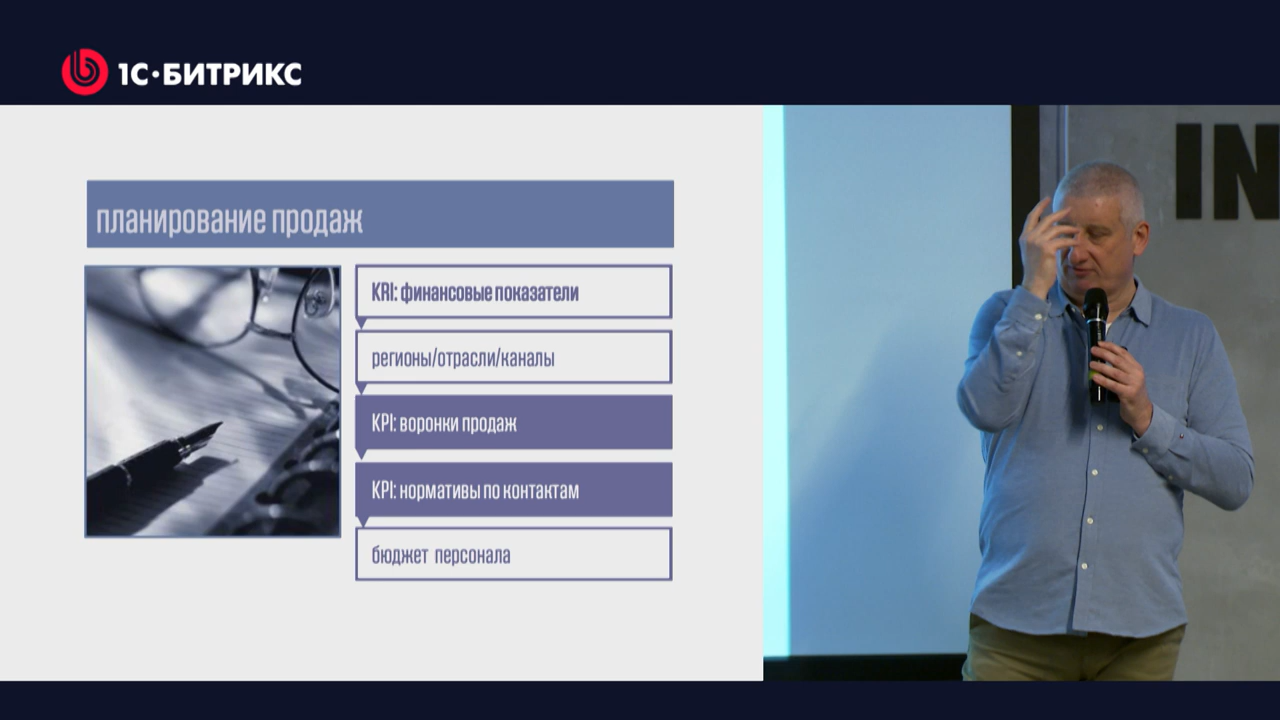 1С·БИТРИКС
планирование продаж
KRI: финансовые показатели
регионы/отрасли/каналы
KPI: воронки продаж
KPI: нормативы по контактам
бюджет персонала
IN